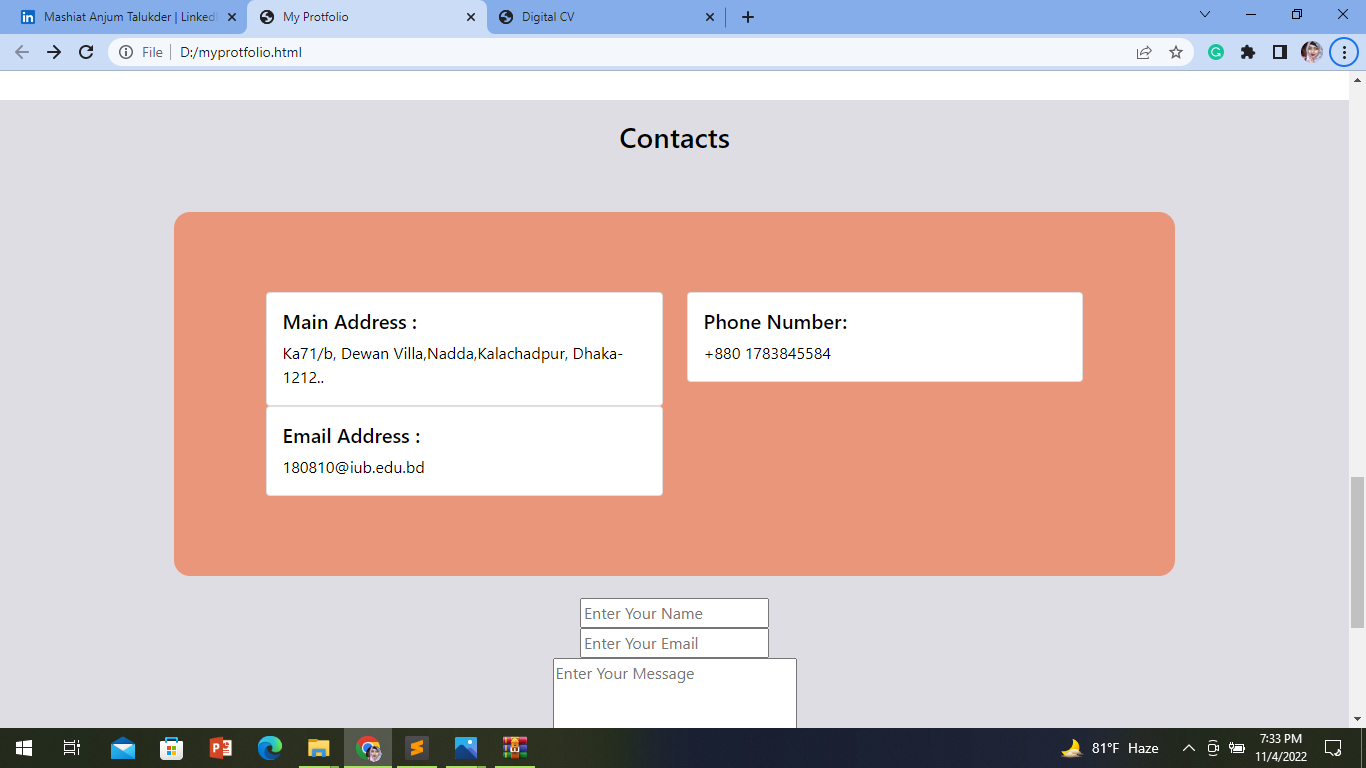 Mashiat Anjum Talukder | LinkedI
My Protfolio
Digital CV
File
D:/myprotfolio.html
Contacts
Main Address :
Ka71/b, Dewan Villa,Nadda,Kalachadpur, Dhaka-
1212..
Phone Number:
+880 1783845584
Email Address :
180810@iub.edu.bd
Enter Your Name
Enter Your Email
Enter Your Message
81°F Haze
7:33 PM
11/4/2022